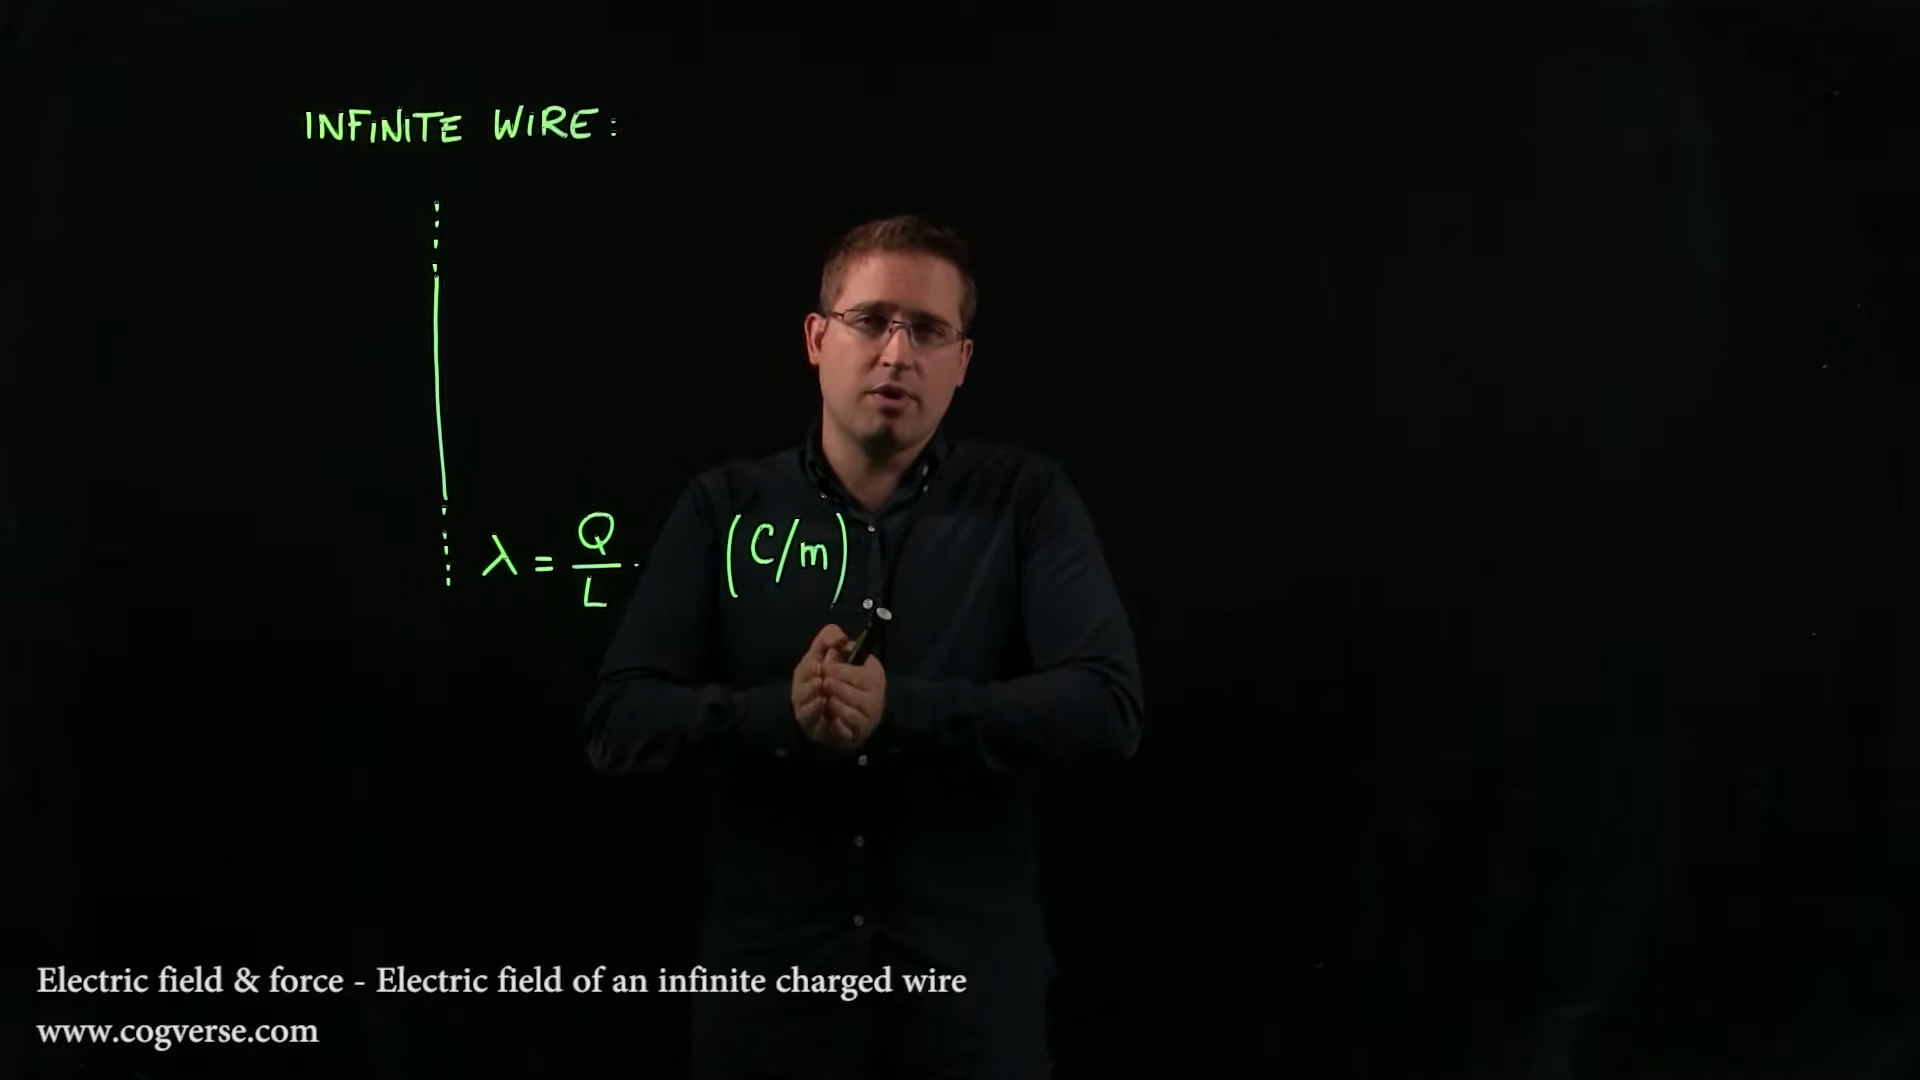 INFINITE WIRE:
λ = Q/L (C/m)
Electric field & force - Electric field of an infinite charged wire
www.cogverse.com